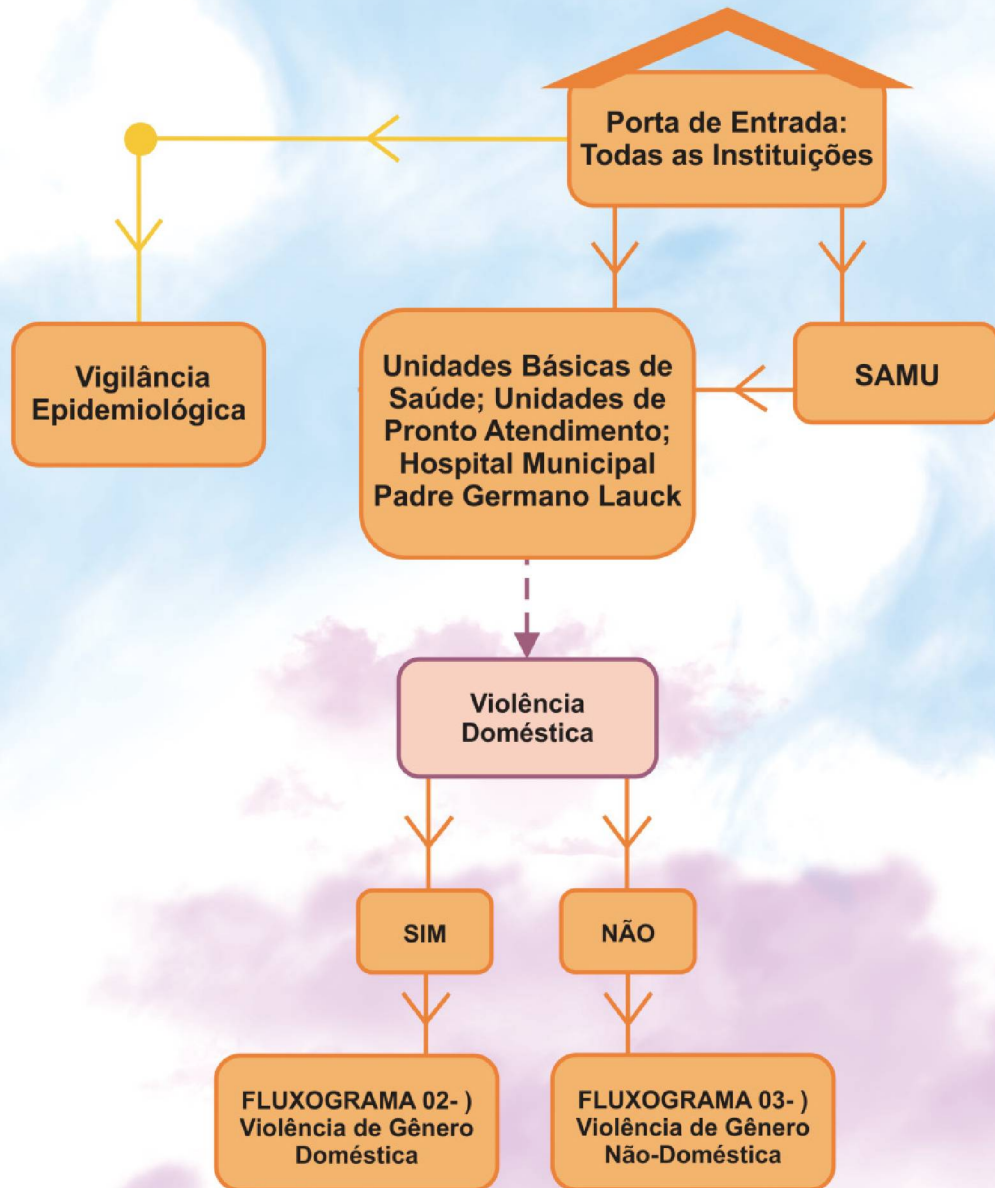 Porta de Entrada:
Todas as Instituições
Vigilância
Epidemiológica
Unidades Básicas de
Saúde; Unidades de
Pronto Atendimento;
Hospital Municipal
Padre Germano Lauck
SAMU
Violência
Doméstica
SIM
NÃO
FLUXOGRAMA 02- )
Violência de Gênero
Doméstica
FLUXOGRAMA 03- )
Violência de Gênero
Não-Doméstica